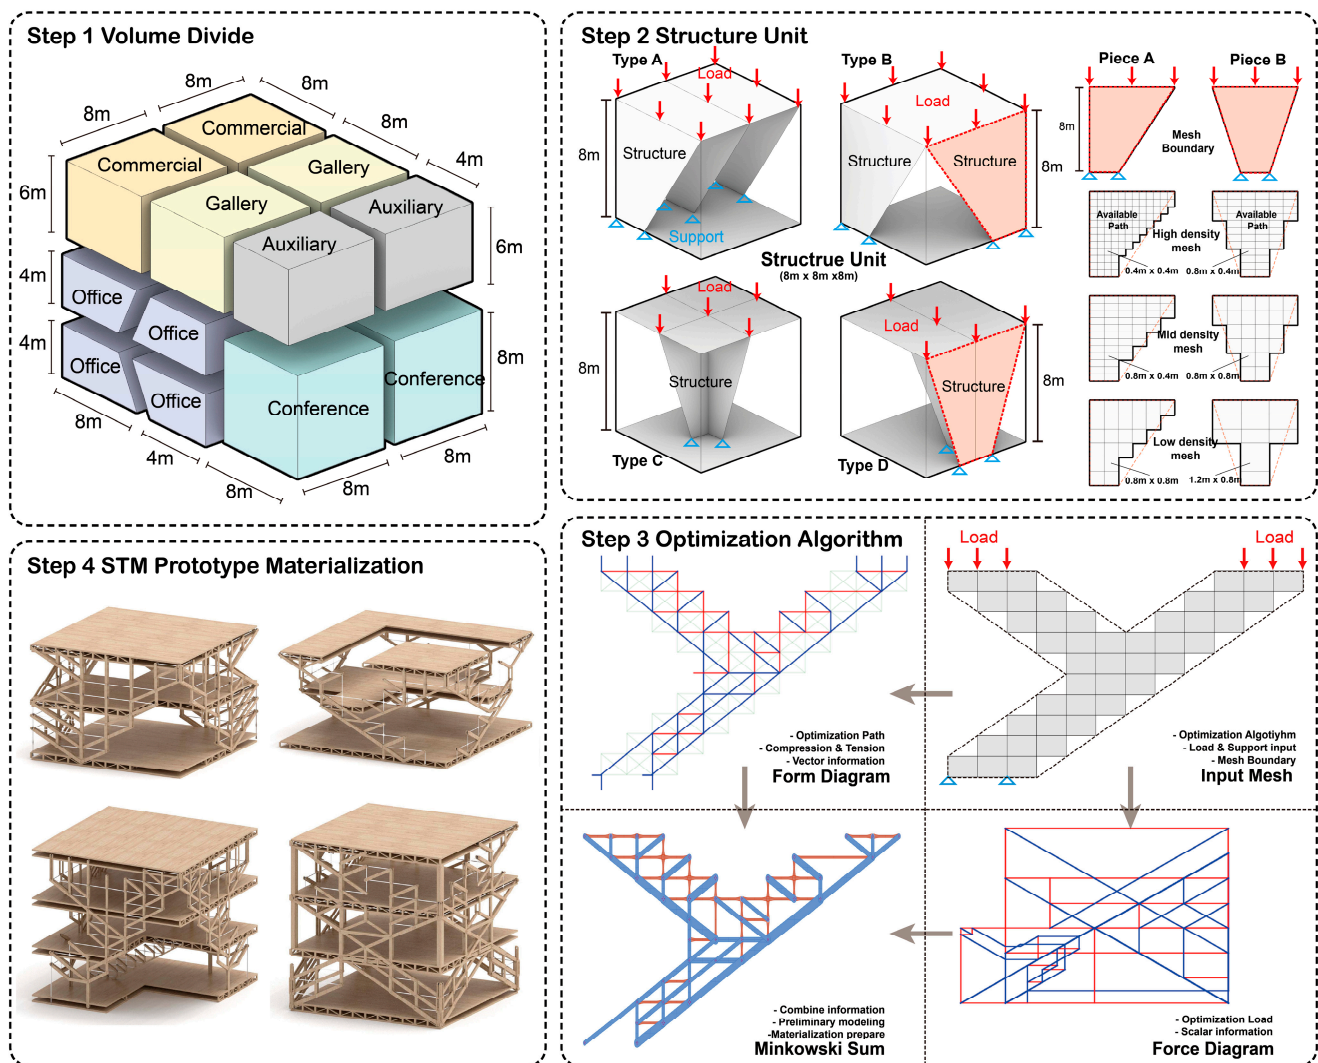 Step 1 Volume Divide
8m
8m
8m
8m
4m
6m
4m
4m
6m
8m
8m
4m
8m
8m
8m
Commercial
Commercial
Gallery
Gallery
Auxiliary
Auxiliary
Office
Office
Office
Office
Conference
Conference
Step 2 Structure Unit
Type A
Load
8m
Structure
Support
Type B
Load
Structure
Structure
8m
Structrue Unit
(8m x 8m x8m)
Load
8m
Structure
Type C
Load
Structure
8m
Type D
Piece A
Piece B
8m
Mesh
Boundary
Available
Path
Available
Path
High density
mesh
0.4m x 0.4m
0.8m x 0.4m
Mid density
mesh
0.8m x 0.4m
0.8m x 0.8m
Low density
mesh
0.8m x 0.8m
1.2m x 0.8m
Step 3 Optimization Algorithm
- Optimization Path
- Compression & Tension
- Vector information
Form Diagram
Load
Load
- Optimization Algotiyhm
- Load & Support input
- Mesh Boundary
Input Mesh
- Combine information
- Preliminary modeling
-Materialization prepare
Minkowski Sum
- Optimization Load
- Scalar information
Force Diagram
Step 4 STM Prototype Materialization